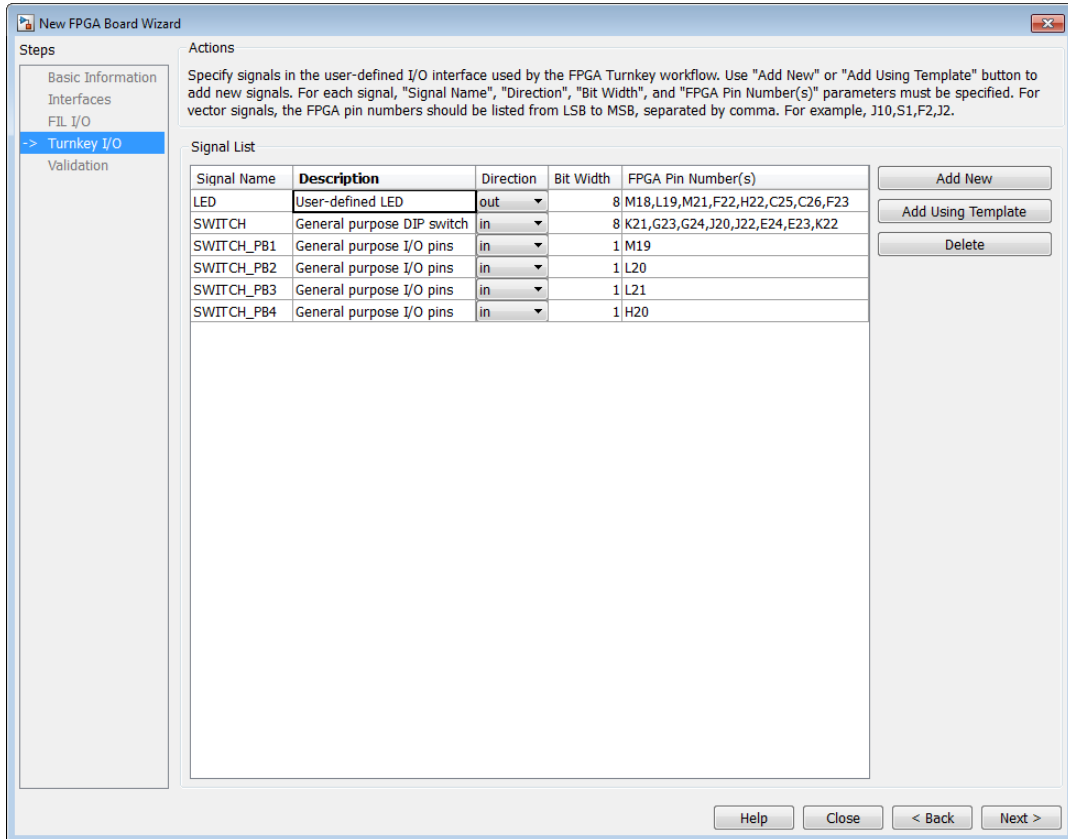 New FPGA Board Wizard
Steps
Basic Information
Interfaces
FIL I/O
-> Turnkey I/O
Validation
Actions
Specify signals in the user-defined I/O interface used by the FPGA Turnkey workflow. Use "Add New" or "Add Using Template" button to
add new signals. For each signal, "Signal Name", "Direction", "Bit Width", and "FPGA Pin Number(s)" parameters must be specified. For
vector signals, the FPGA pin numbers should be listed from LSB to MSB, separated by comma. For example, J10,S1,F2,J2.
Signal List
Signal Name Description Direction Bit Width FPGA Pin Number(s)
LED User-defined LED out 8 M18,L19,M21,F22,H22,C25,C26,F23
SWITCH General purpose DIP switch in 8 K21,G23,G24,J20,J22,E24,E23,K22
SWITCH_PB1 General purpose I/O pins in 1 M19
SWITCH_PB2 General purpose I/O pins in 1 L20
SWITCH_PB3 General purpose I/O pins in 1 L21
SWITCH_PB4 General purpose I/O pins in 1 H20
Add New
Add Using Template
Delete
Help Close < Back Next >